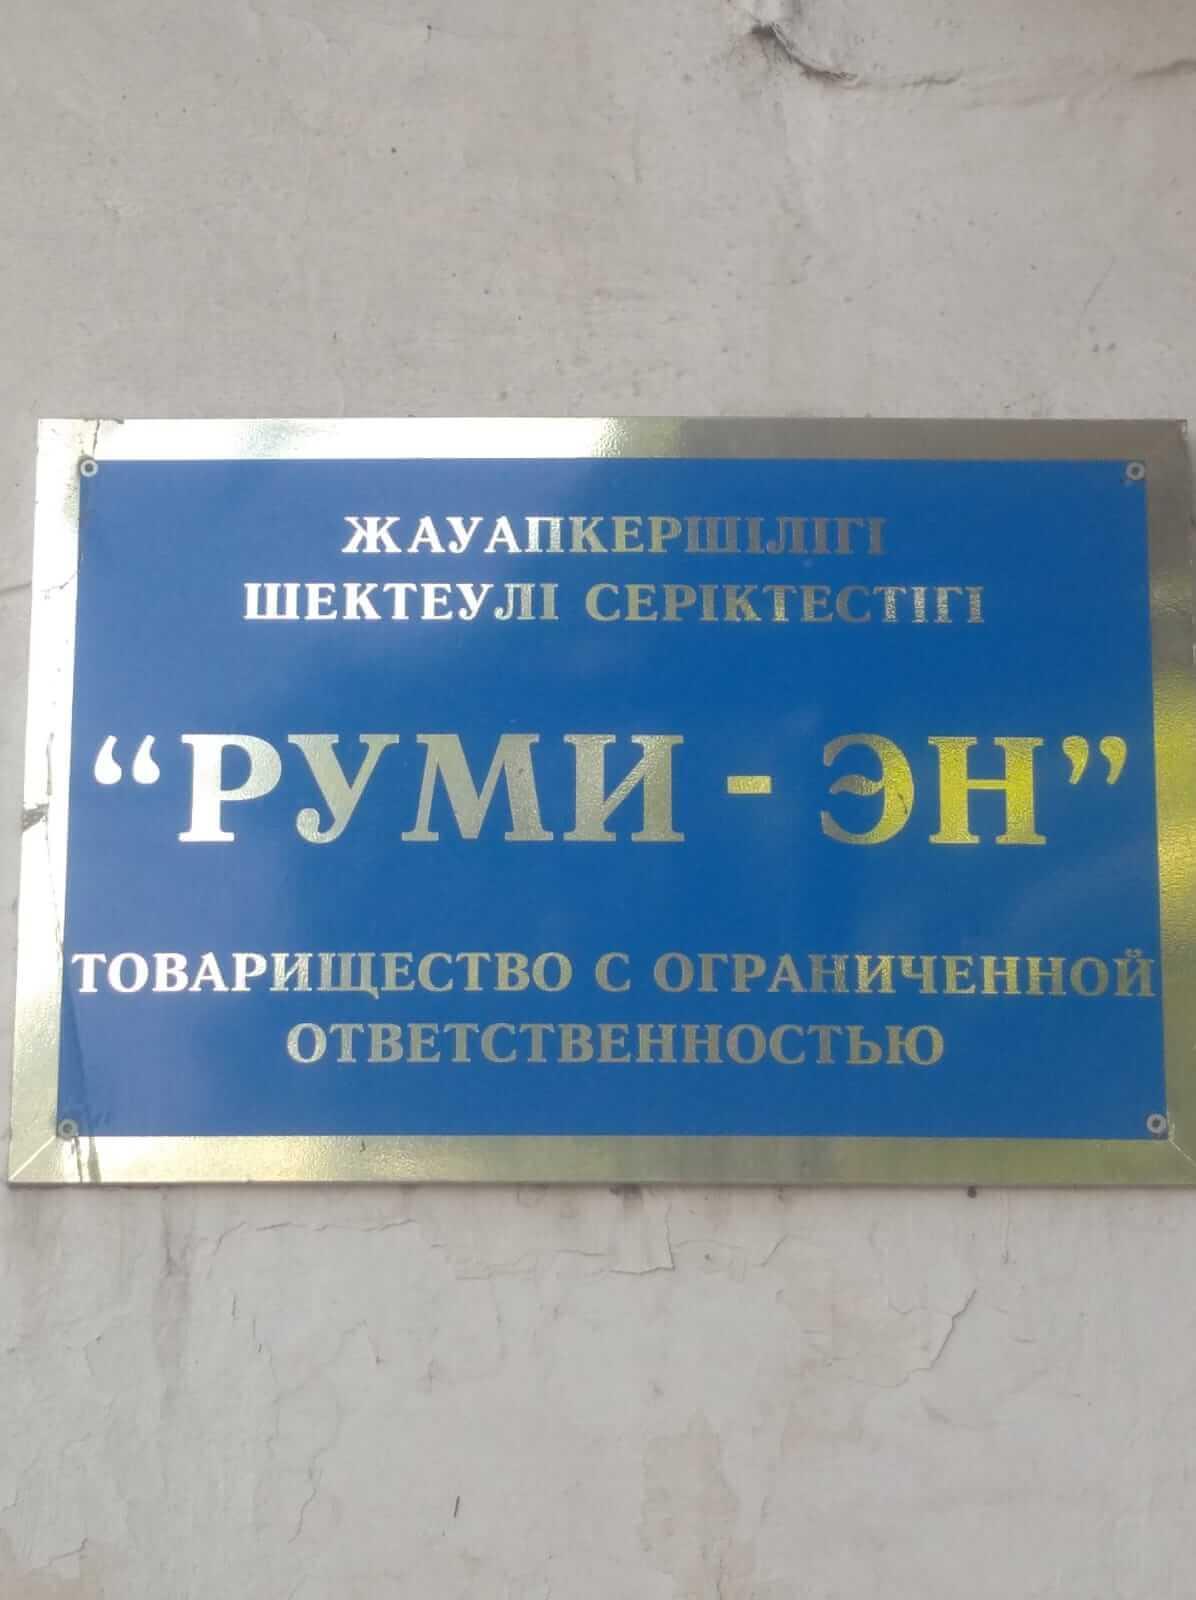 ЖАУАПКЕРШІЛІГІ
ШЕКТЕУЛІ СЕРІКТЕСТІГІ
“РУМИ - ЭН”
ТОВАРИЩЕСТВО С ОГРАНИЧЕННОЙ
ОТВЕТСТВЕННОСТЬЮ